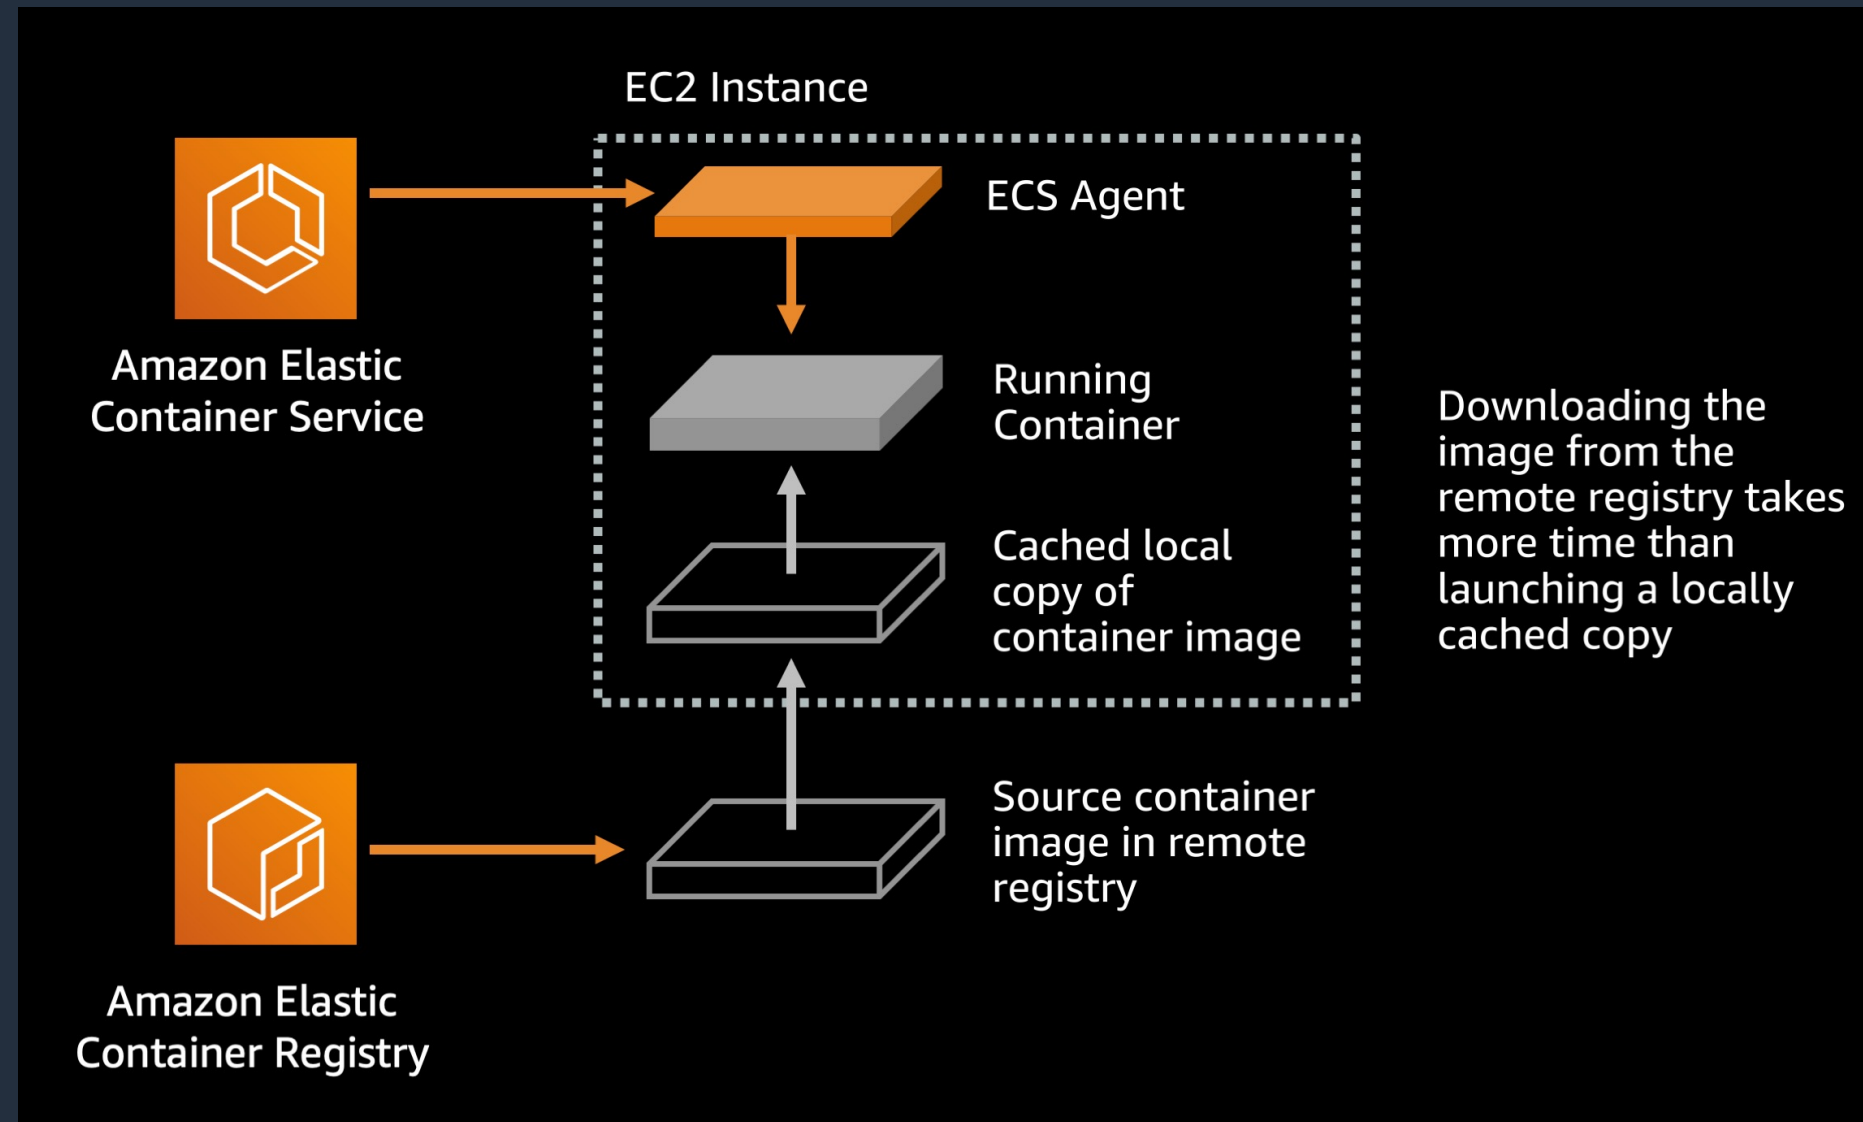 EC2 Instance
ECS Agent
Amazon Elastic
Container Service
Running
Container
Cached local
copy of
container image
Downloading the
image from the
remote registry takes
more time than
launching a locally
cached copy
Source container
image in remote
registry
Amazon Elastic
Container Registry